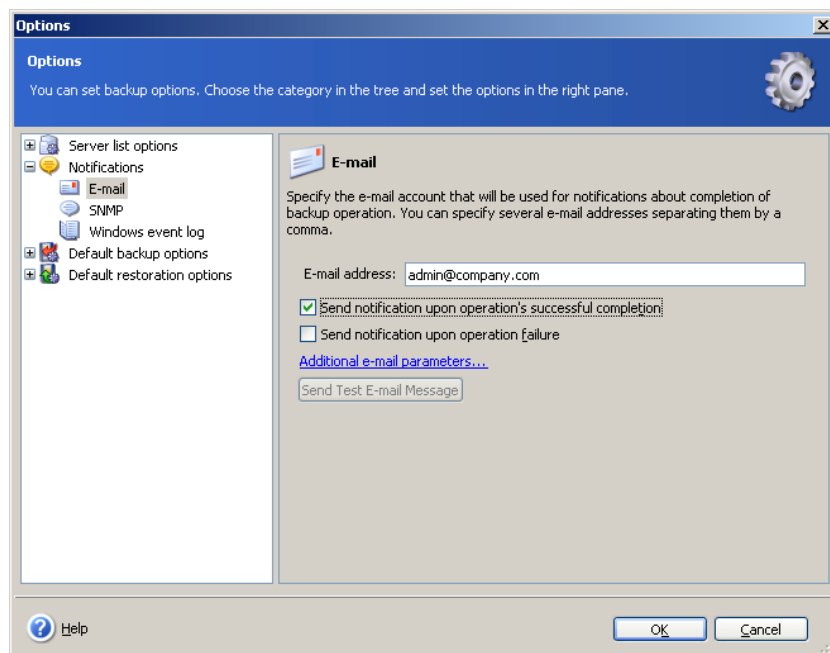 Options
Options
You can set backup options. Choose the category in the tree and set the options in the right pane.
Server list options
Notifications
E-mail
SNMP
Windows event log
Default backup options
Default restoration options
E-mail
Specify the e-mail account that will be used for notifications about completion of
backup operation. You can specify several e-mail addresses separating them by a
comma.
E-mail address: admin@company.com
Send notification upon operation's successful completion
Send notification upon operation failure
Additional e-mail parameters...
Send Test E-mail Message
Help
OK
Cancel